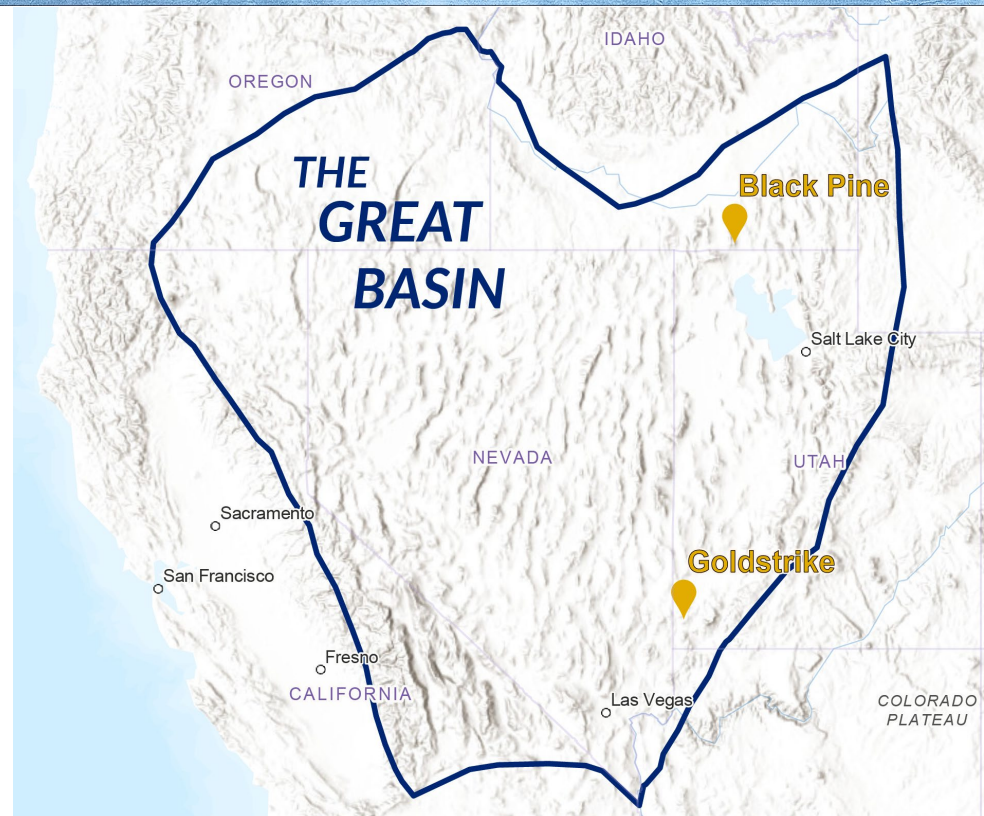 IDAHO
OREGON
THE
GREAT
BASIN
Black Pine
Salt Lake City
NEVADA
UTAH
Sacramento
Goldstrike
San Francisco
Fresno
CALIFORNIA
Las Vegas
COLORADO
PLATEAU